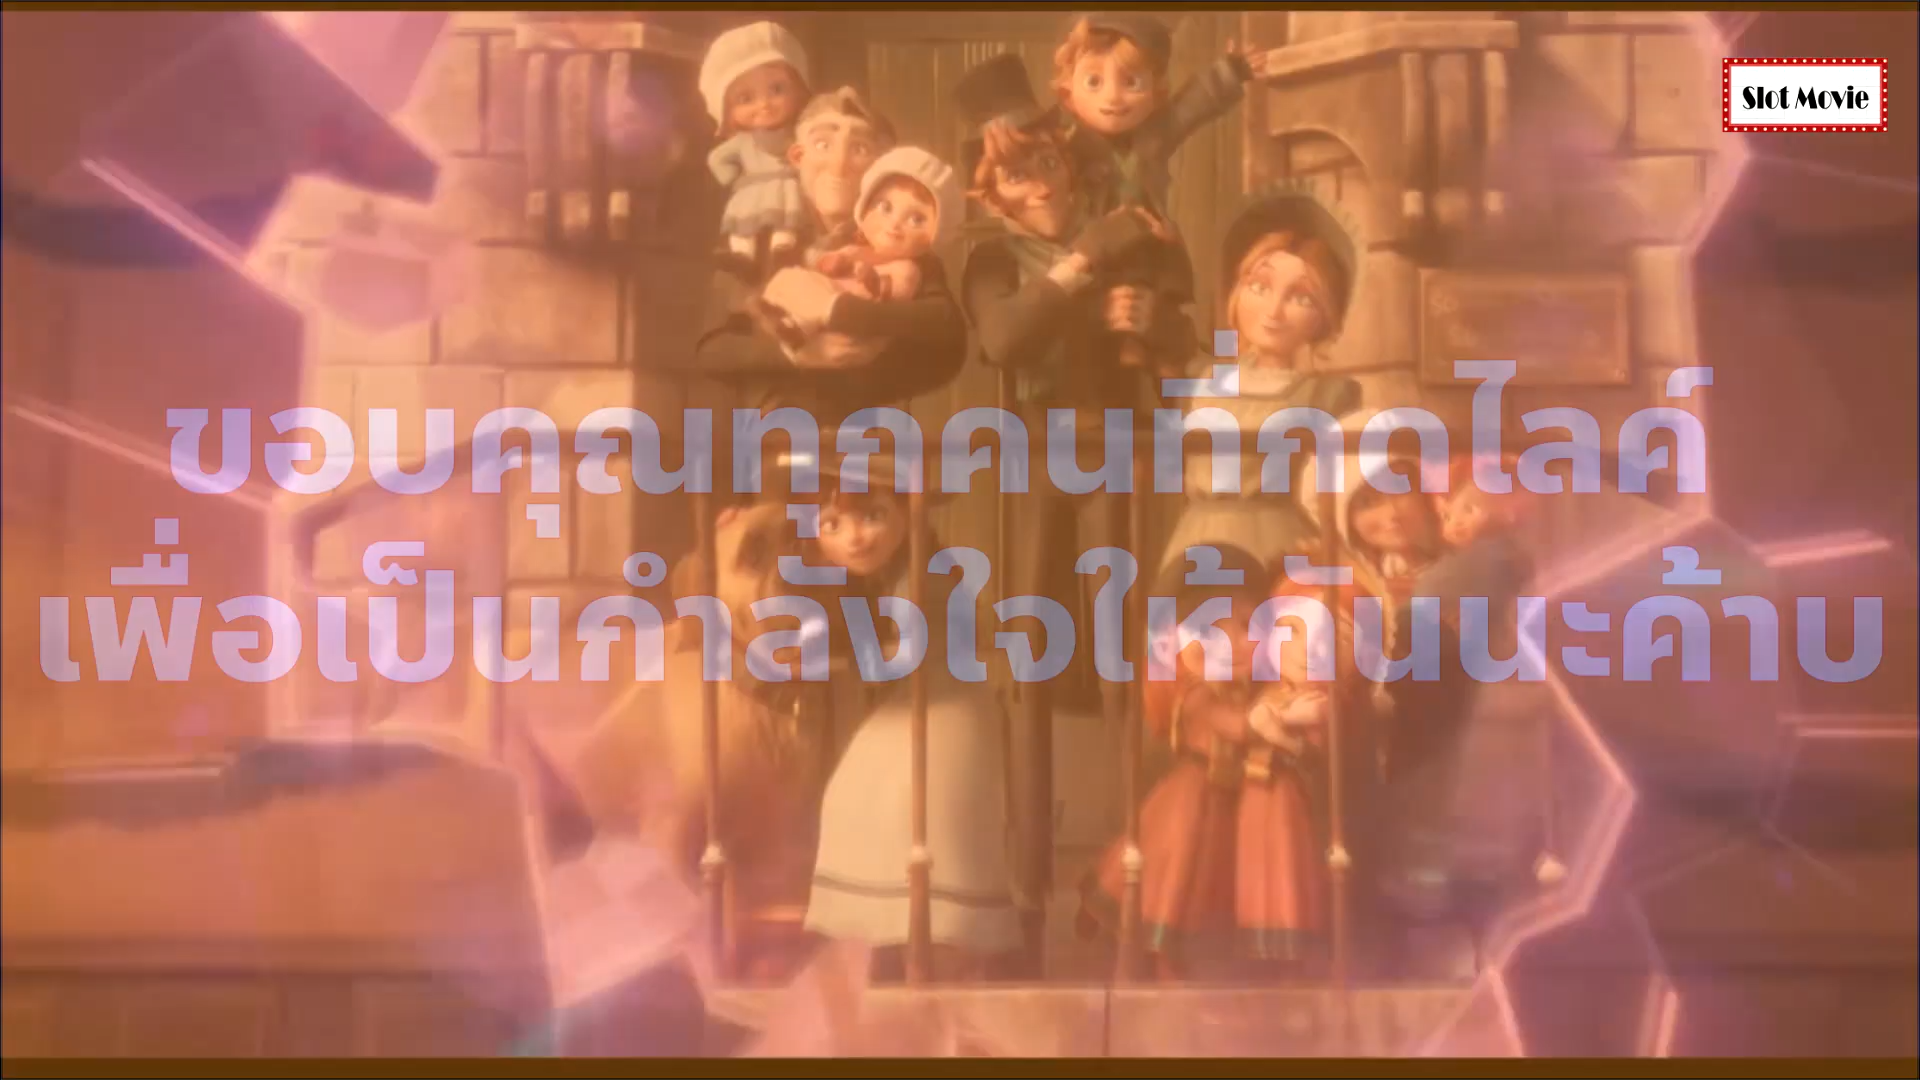 Slot Movie
ขอบคุณทุกคนที่กดไลค์
เพื่อเป็นกำลังใจให้กันนะค้าบ